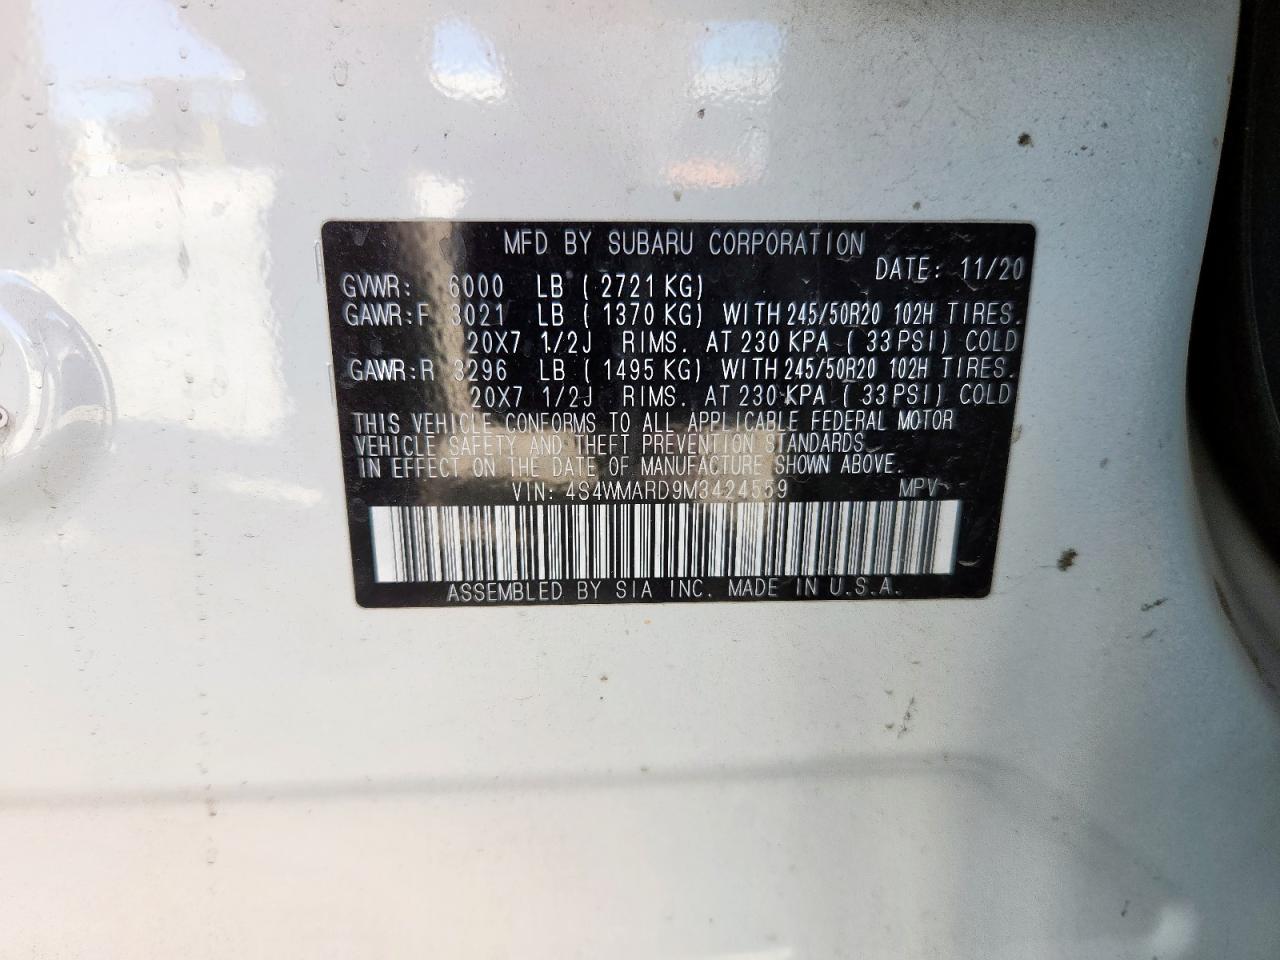 MFD BY SUBARU CORPORATION
DATE: 11/20
GVWR: 6000 LB ( 2721 KG)
GAWR:F 3021 LB ( 1370 KG) WITH 245/50R20 102H TIRES.
20X7 1/2J RIMS. AT 230 KPA ( 33 PSI) COLD
GAWR:R 3296 LB ( 1495 KG) WITH 245/50R20 102H TIRES.
20X7 1/2J RIMS. AT 230 KPA ( 33 PSI) COLD
THIS VEHICLE CONFORMS TO ALL APPLICABLE FEDERAL MOTOR
VEHICLE SAFETY AND THEFT PREVENTION STANDARDS
IN EFFECT ON THE DATE OF MANUFACTURE SHOWN ABOVE.
VIN: 4S4WMARD9M3424559 MPV
ASSEMBLED BY SIA INC. MADE IN U.S.A.